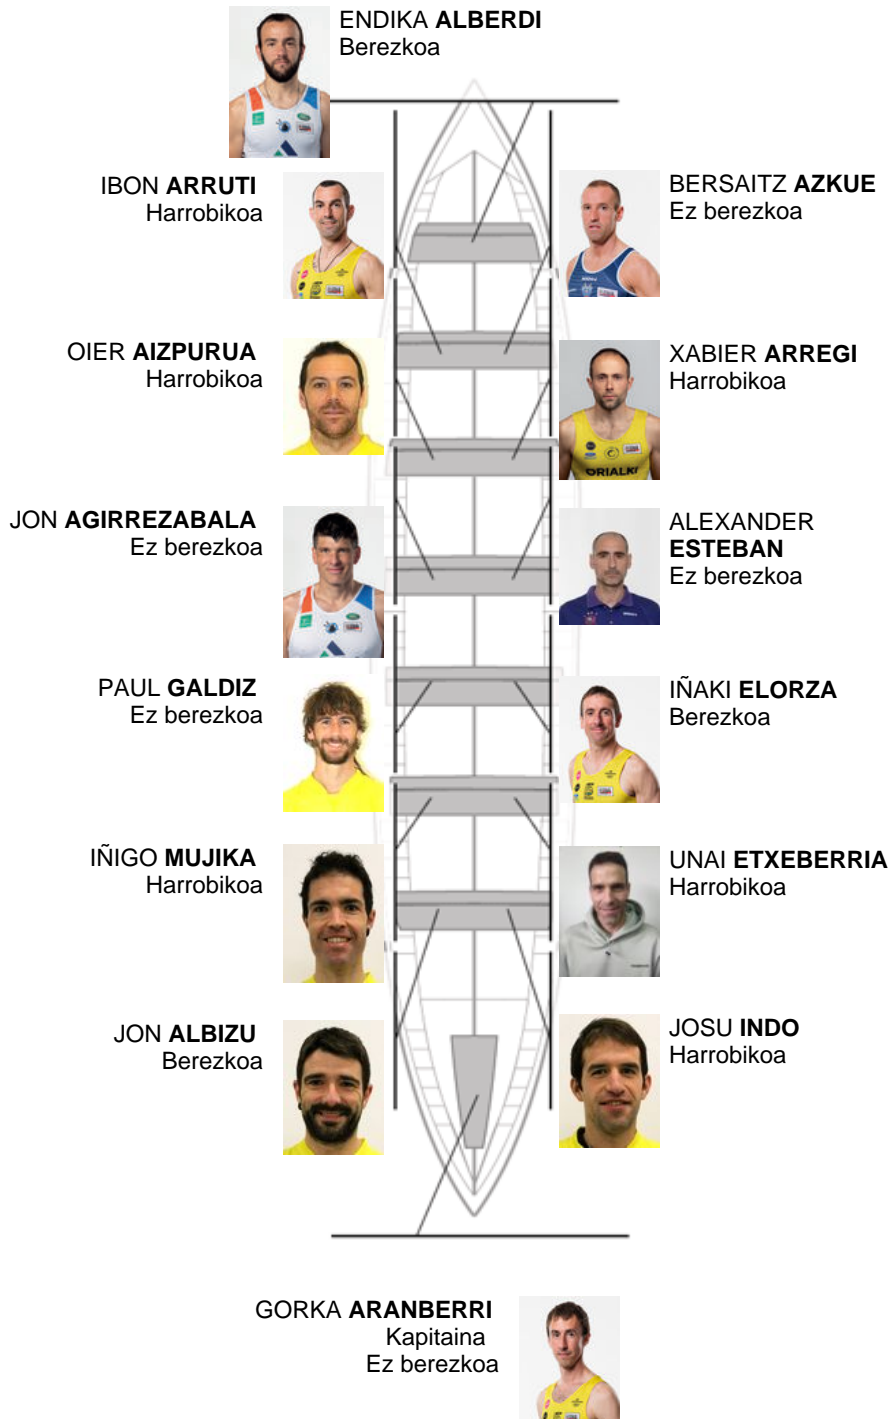 ENDIKA ALBERDI
Berezkoa
IBON ARRUTI
Harrobikoa
BERSAITZ AZKUE
Ez berezkoa
OIER AIZPURUA
Harrobikoa
XABIER ARREGI
Harrobikoa
ORIALKI
JON AGIRREZABALA
Ez berezkoa
ALEXANDER
ESTEBAN
Ez berezkoa
PAUL GALDIZ
Ez berezkoa
IÑAKI ELORZA
Berezkoa
IÑIGO MUJIKA
Harrobikoa
UNAI ETXEBERRIA
Harrobikoa
JON ALBIZU
Berezkoa
JOSU INDO
Harrobikoa
GORKA ARANBERRI
Kapitaina
Ez berezkoa